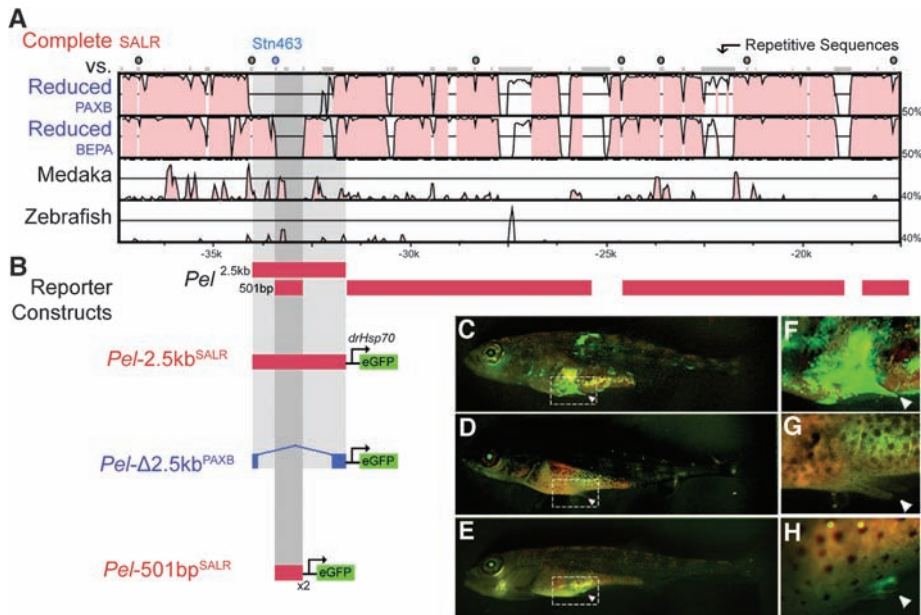 A
Complete SALR
Stn463
vs.
Repetitive Sequences
Reduced
PAXB
50%
Reduced
BEPA
50%
Medaka
40%
Zebrafish
40%
-35k -30k -25k -20k
B
Pel 2.5kb
501bp
Reporter
Constructs
drHsp70
Pel-2.5kbSALR
eGFP
Pel-Δ2.5kbPAXB
eGFP
Pel-501bpSALR
x2
eGFP
C
F
D
G
E
H